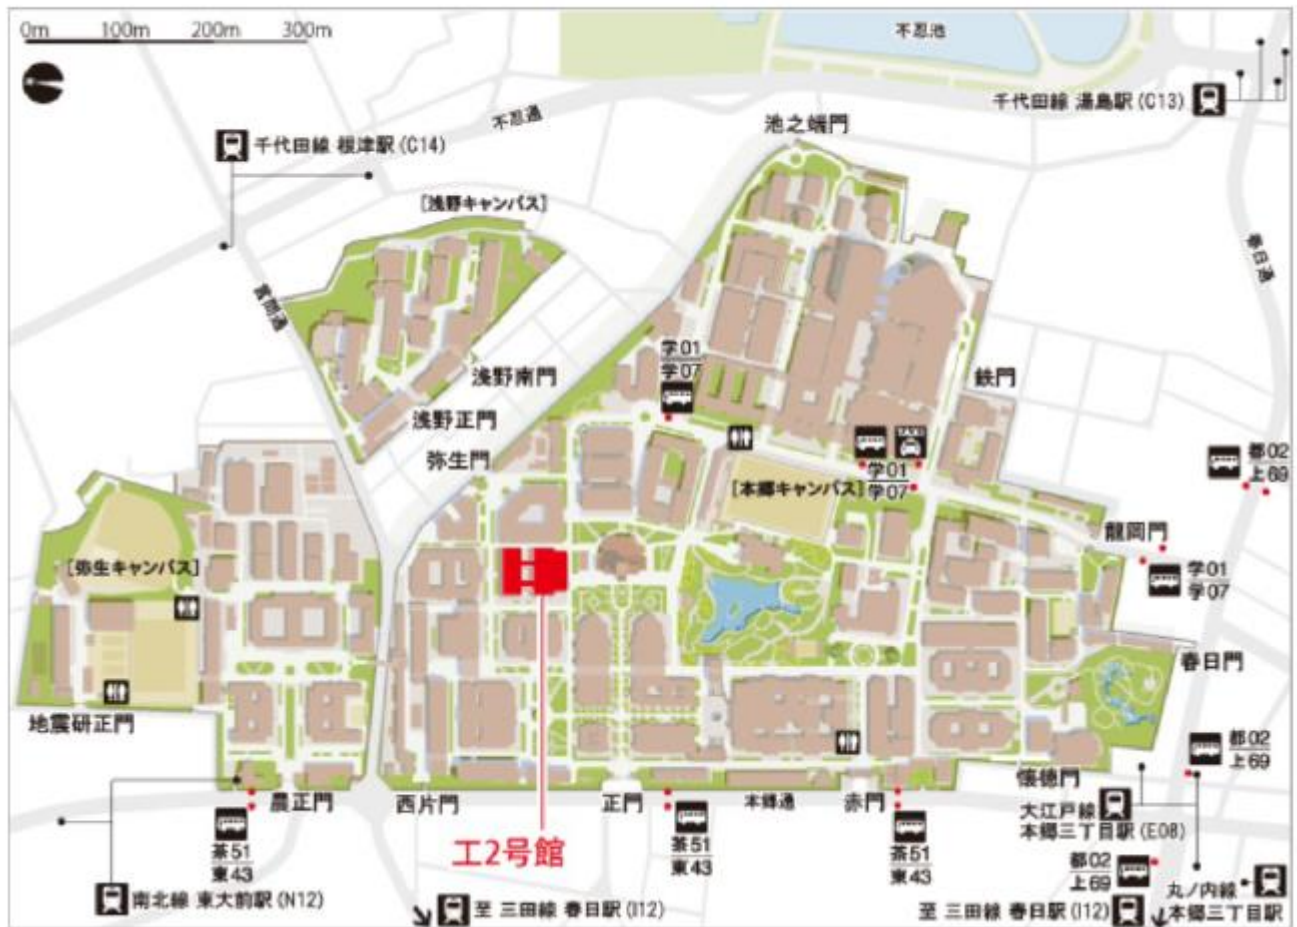 0m 100m 200m 300m
不忍池
千代田線 湯島駅(C13)
不忍通
池之端門
千代田線 根津駅(C14)
[浅野キャンパス]
春日通
言問通
学01
学07
浅野南門
鉄門
浅野正門
TAXI
弥生門
学01
学07
[本郷キャンパス]
都02
上69
龍岡門
[弥生キャンパス]
学01
学07
春日門
地震研正門
都02
上69
懐徳門
農正門
西片門
正門
本郷通
赤門
大江戸線
本郷三丁目駅(E08)
茶51
東43
茶51
東43
茶51
東43
工2号館
都02
上69
南北線 東大前駅(N12)
至 三田線 春日駅(I12)
至 三田線 春日駅(I12)
丸ノ内線
本郷三丁目駅